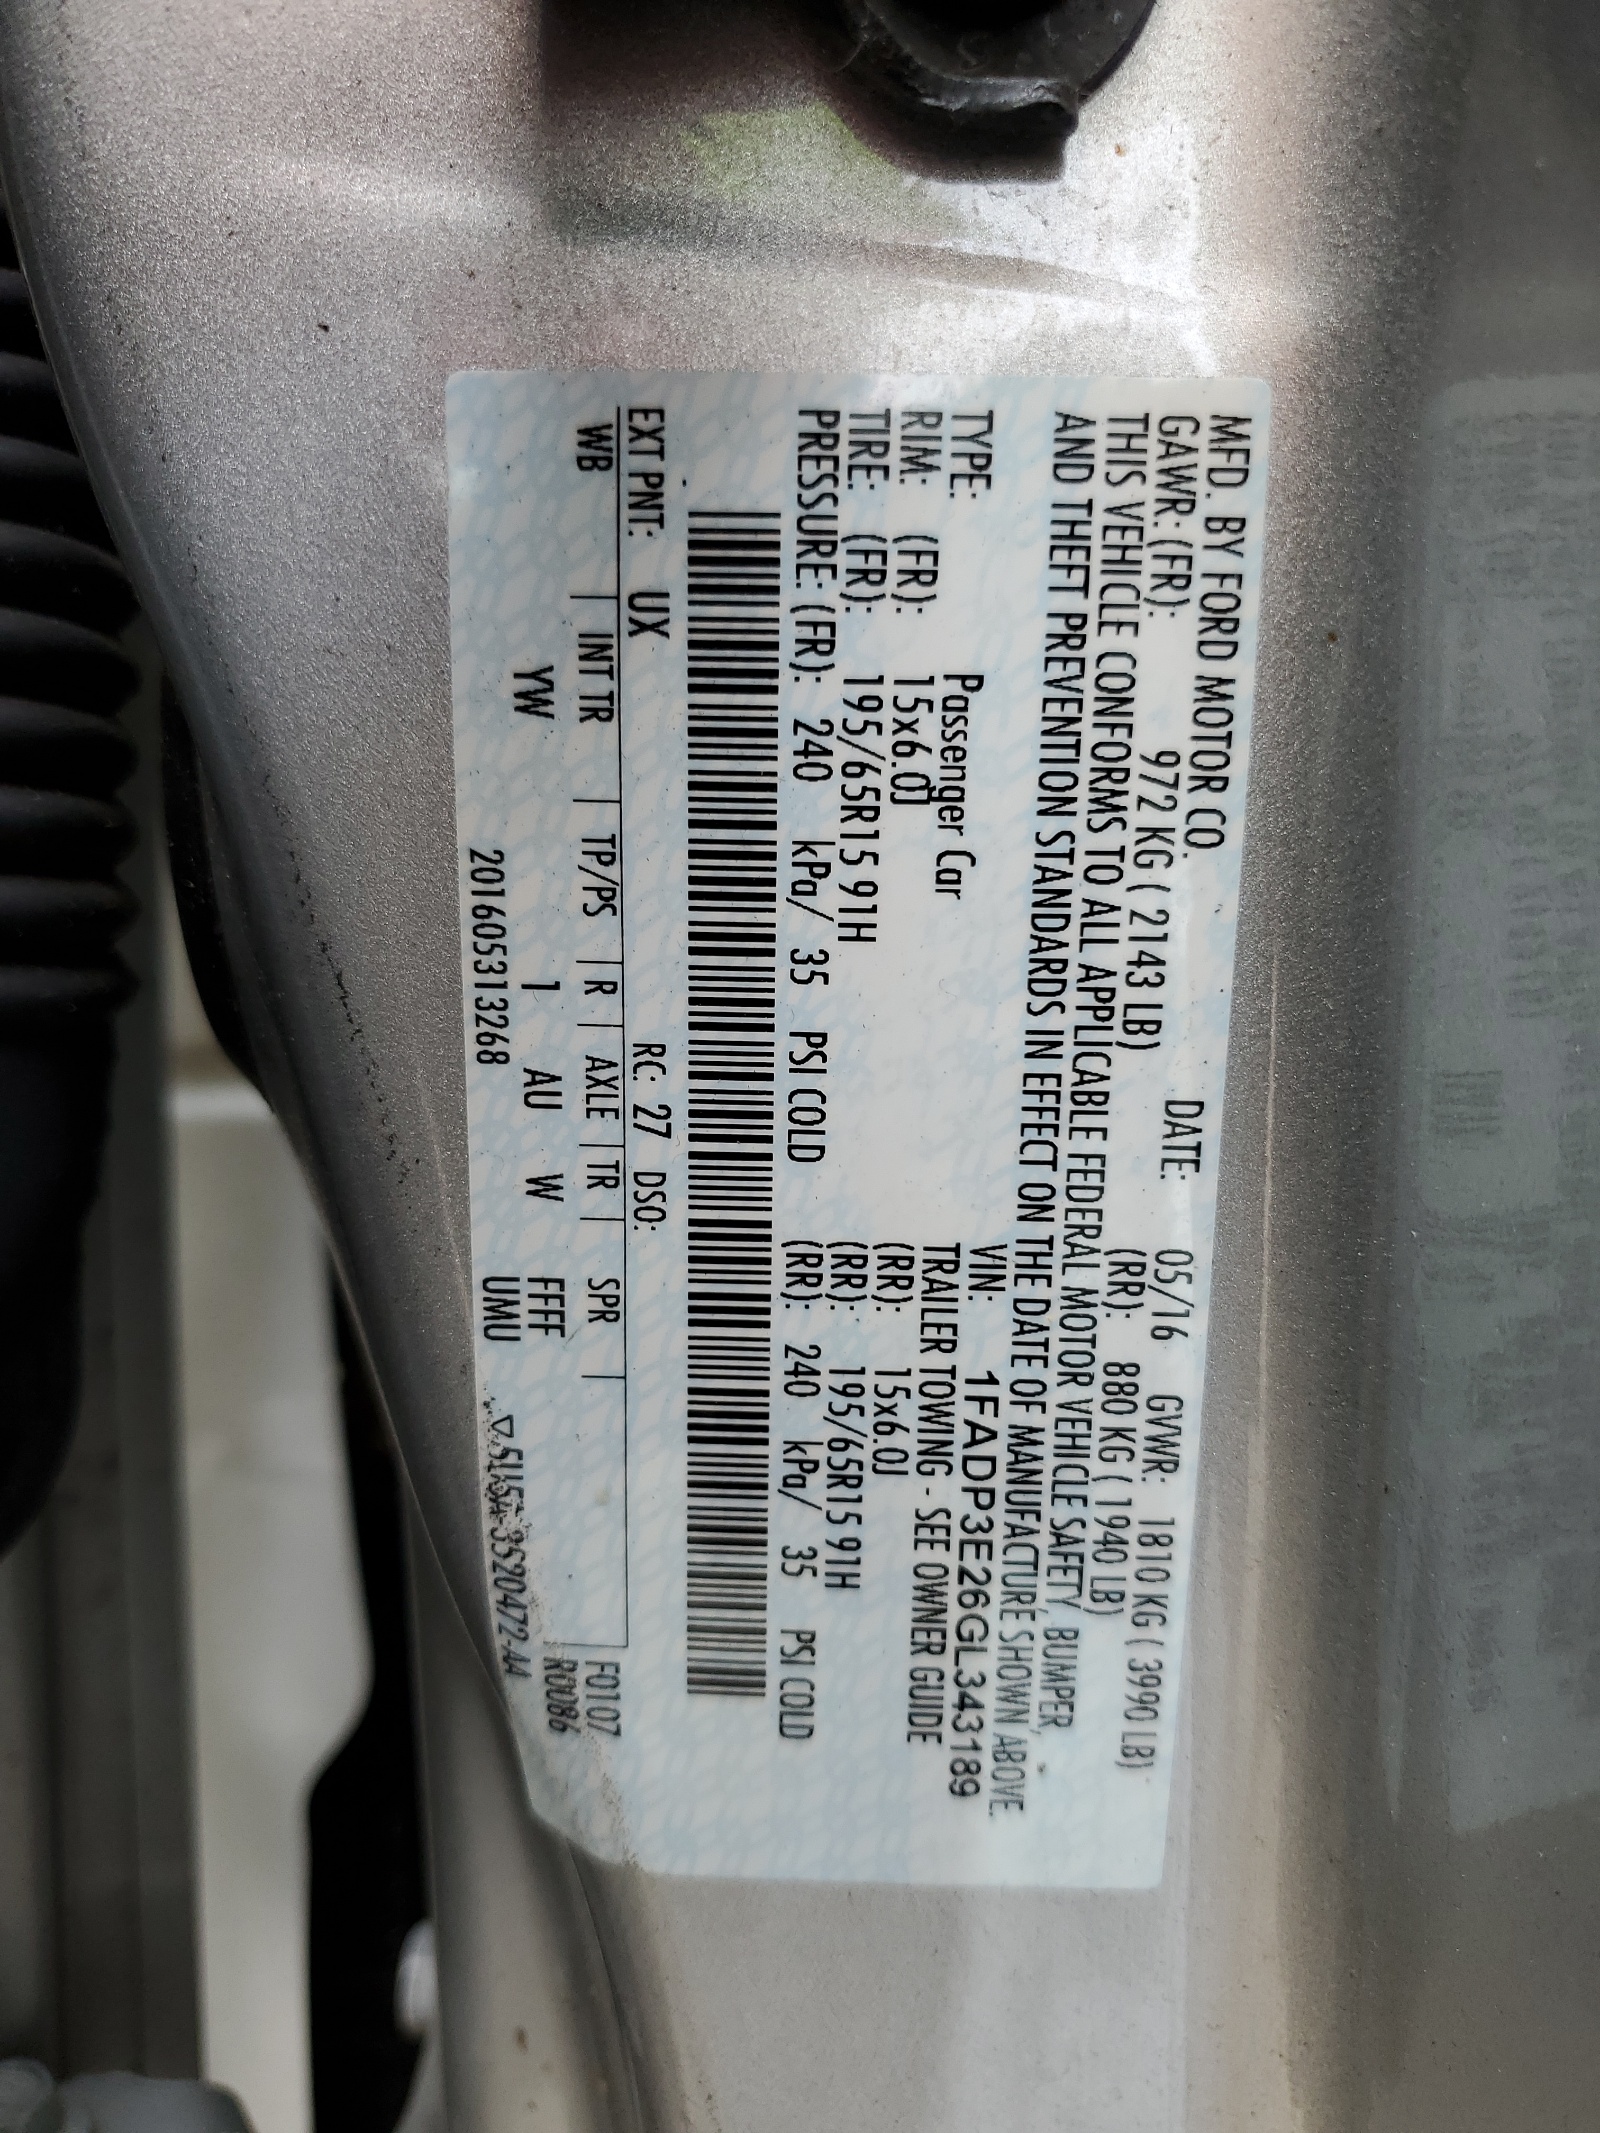 MFD. BY FORD MOTOR CO.
DATE: 05/16 GVWR: 1810 KG ( 3990 LB)
GAWR: (FR): 972 KG ( 2143 LB) (RR): 880 KG ( 1940 LB)
THIS VEHICLE CONFORMS TO ALL APPLICABLE FEDERAL MOTOR VEHICLE SAFETY, BUMPER,
AND THEFT PREVENTION STANDARDS IN EFFECT ON THE DATE OF MANUFACTURE SHOWN ABOVE.
VIN: 1FADP3E26GL343189
TYPE: Passenger Car TRAILER TOWING - SEE OWNER GUIDE
RIM: (FR): 15x6.0J (RR): 15x6.0J
TIRE: (FR): 195/65R15 91H (RR): 195/65R15 91H
PRESSURE: (FR): 240 kPa/ 35 PSI COLD (RR): 240 kPa/ 35 PSI COLD
EXT PNT: UX RC: 27 DSO:
WB | INT TR | TP/PS | R | AXLE | TR | SPR | F0107
YW 1 AU W FFFF R0086
201605313268 UMU 3520472-AA